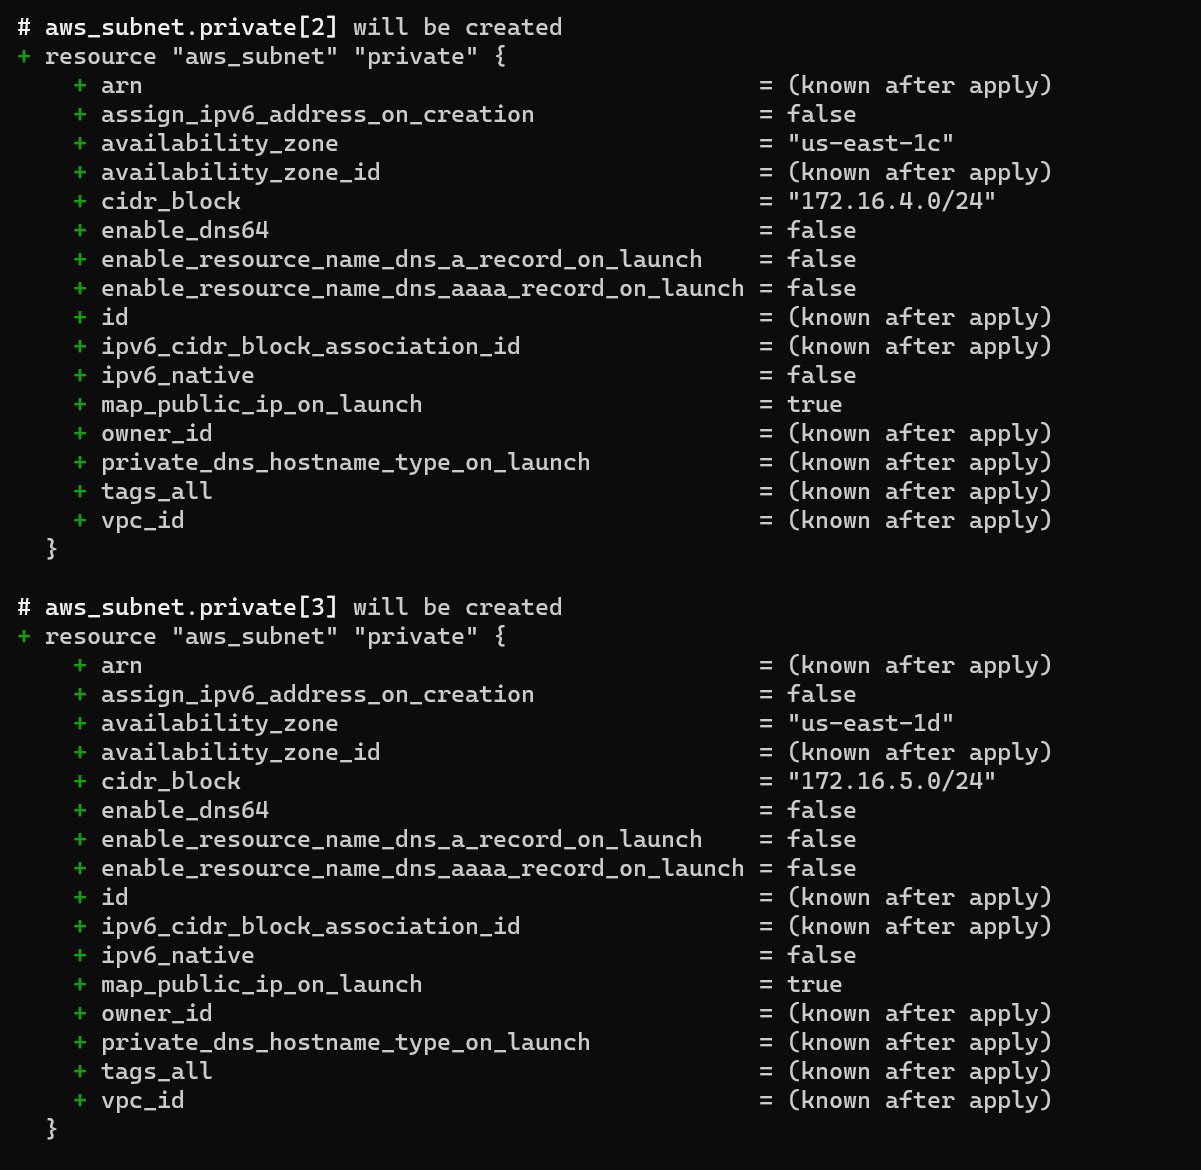 # aws_subnet.private[2] will be created
+ resource "aws_subnet" "private" {
    + arn                                            = (known after apply)
    + assign_ipv6_address_on_creation                = false
    + availability_zone                              = "us-east-1c"
    + availability_zone_id                           = (known after apply)
    + cidr_block                                     = "172.16.4.0/24"
    + enable_dns64                                   = false
    + enable_resource_name_dns_a_record_on_launch    = false
    + enable_resource_name_dns_aaaa_record_on_launch = false
    + id                                             = (known after apply)
    + ipv6_cidr_block_association_id                 = (known after apply)
    + ipv6_native                                    = false
    + map_public_ip_on_launch                        = true
    + owner_id                                       = (known after apply)
    + private_dns_hostname_type_on_launch            = (known after apply)
    + tags_all                                       = (known after apply)
    + vpc_id                                         = (known after apply)
  }

# aws_subnet.private[3] will be created
+ resource "aws_subnet" "private" {
    + arn                                            = (known after apply)
    + assign_ipv6_address_on_creation                = false
    + availability_zone                              = "us-east-1d"
    + availability_zone_id                           = (known after apply)
    + cidr_block                                     = "172.16.5.0/24"
    + enable_dns64                                   = false
    + enable_resource_name_dns_a_record_on_launch    = false
    + enable_resource_name_dns_aaaa_record_on_launch = false
    + id                                             = (known after apply)
    + ipv6_cidr_block_association_id                 = (known after apply)
    + ipv6_native                                    = false
    + map_public_ip_on_launch                        = true
    + owner_id                                       = (known after apply)
    + private_dns_hostname_type_on_launch            = (known after apply)
    + tags_all                                       = (known after apply)
    + vpc_id                                         = (known after apply)
  }